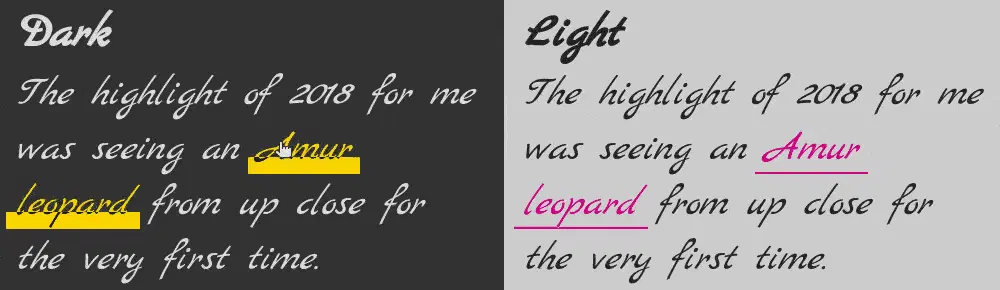 Dark
The highlight of 2018 for me
was seeing an Amur
leopard from up close for
the very first time.
Light
The highlight of 2018 for me
was seeing an Amur
leopard from up close for
the very first time.